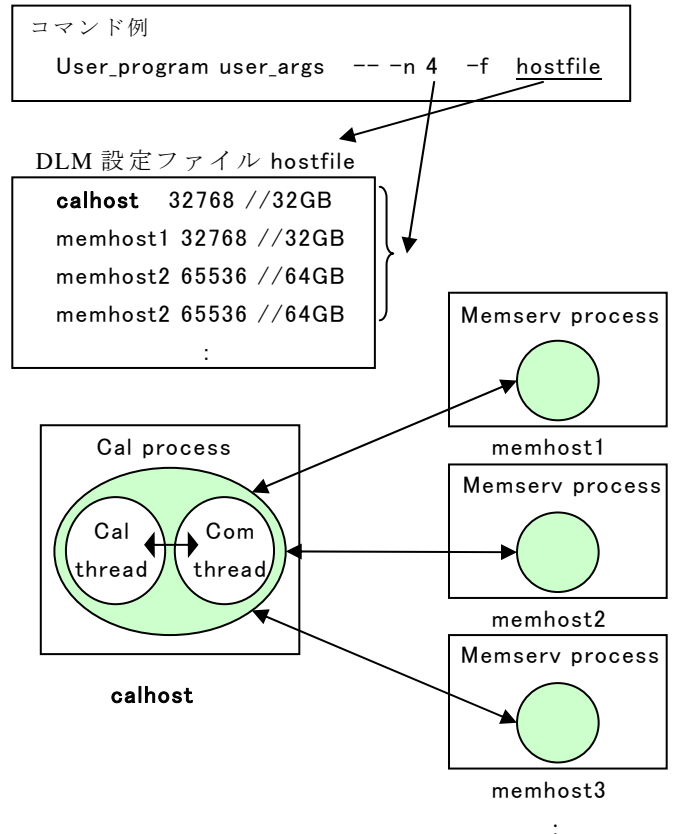 コマンド例
User_program user_args -- -n 4 -f hostfile
DLM 設定ファイル hostfile
calhost 32768 //32GB
memhost1 32768 //32GB
memhost2 65536 //64GB
memhost2 65536 //64GB
:
Memserv process
memhost1
Cal process
Cal thread
Com thread
calhost
Memserv process
memhost2
Memserv process
memhost3
: